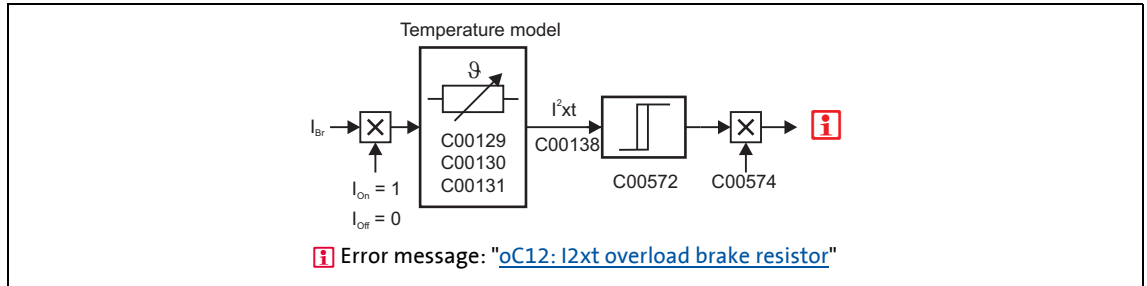 Temperature model
ϑ
I_Br
C00129
C00130
C00131
I²xt
C00138
C00572
C00574
I_On = 1
I_Off = 0
i
i Error message: "oC12: I2xt overload brake resistor"